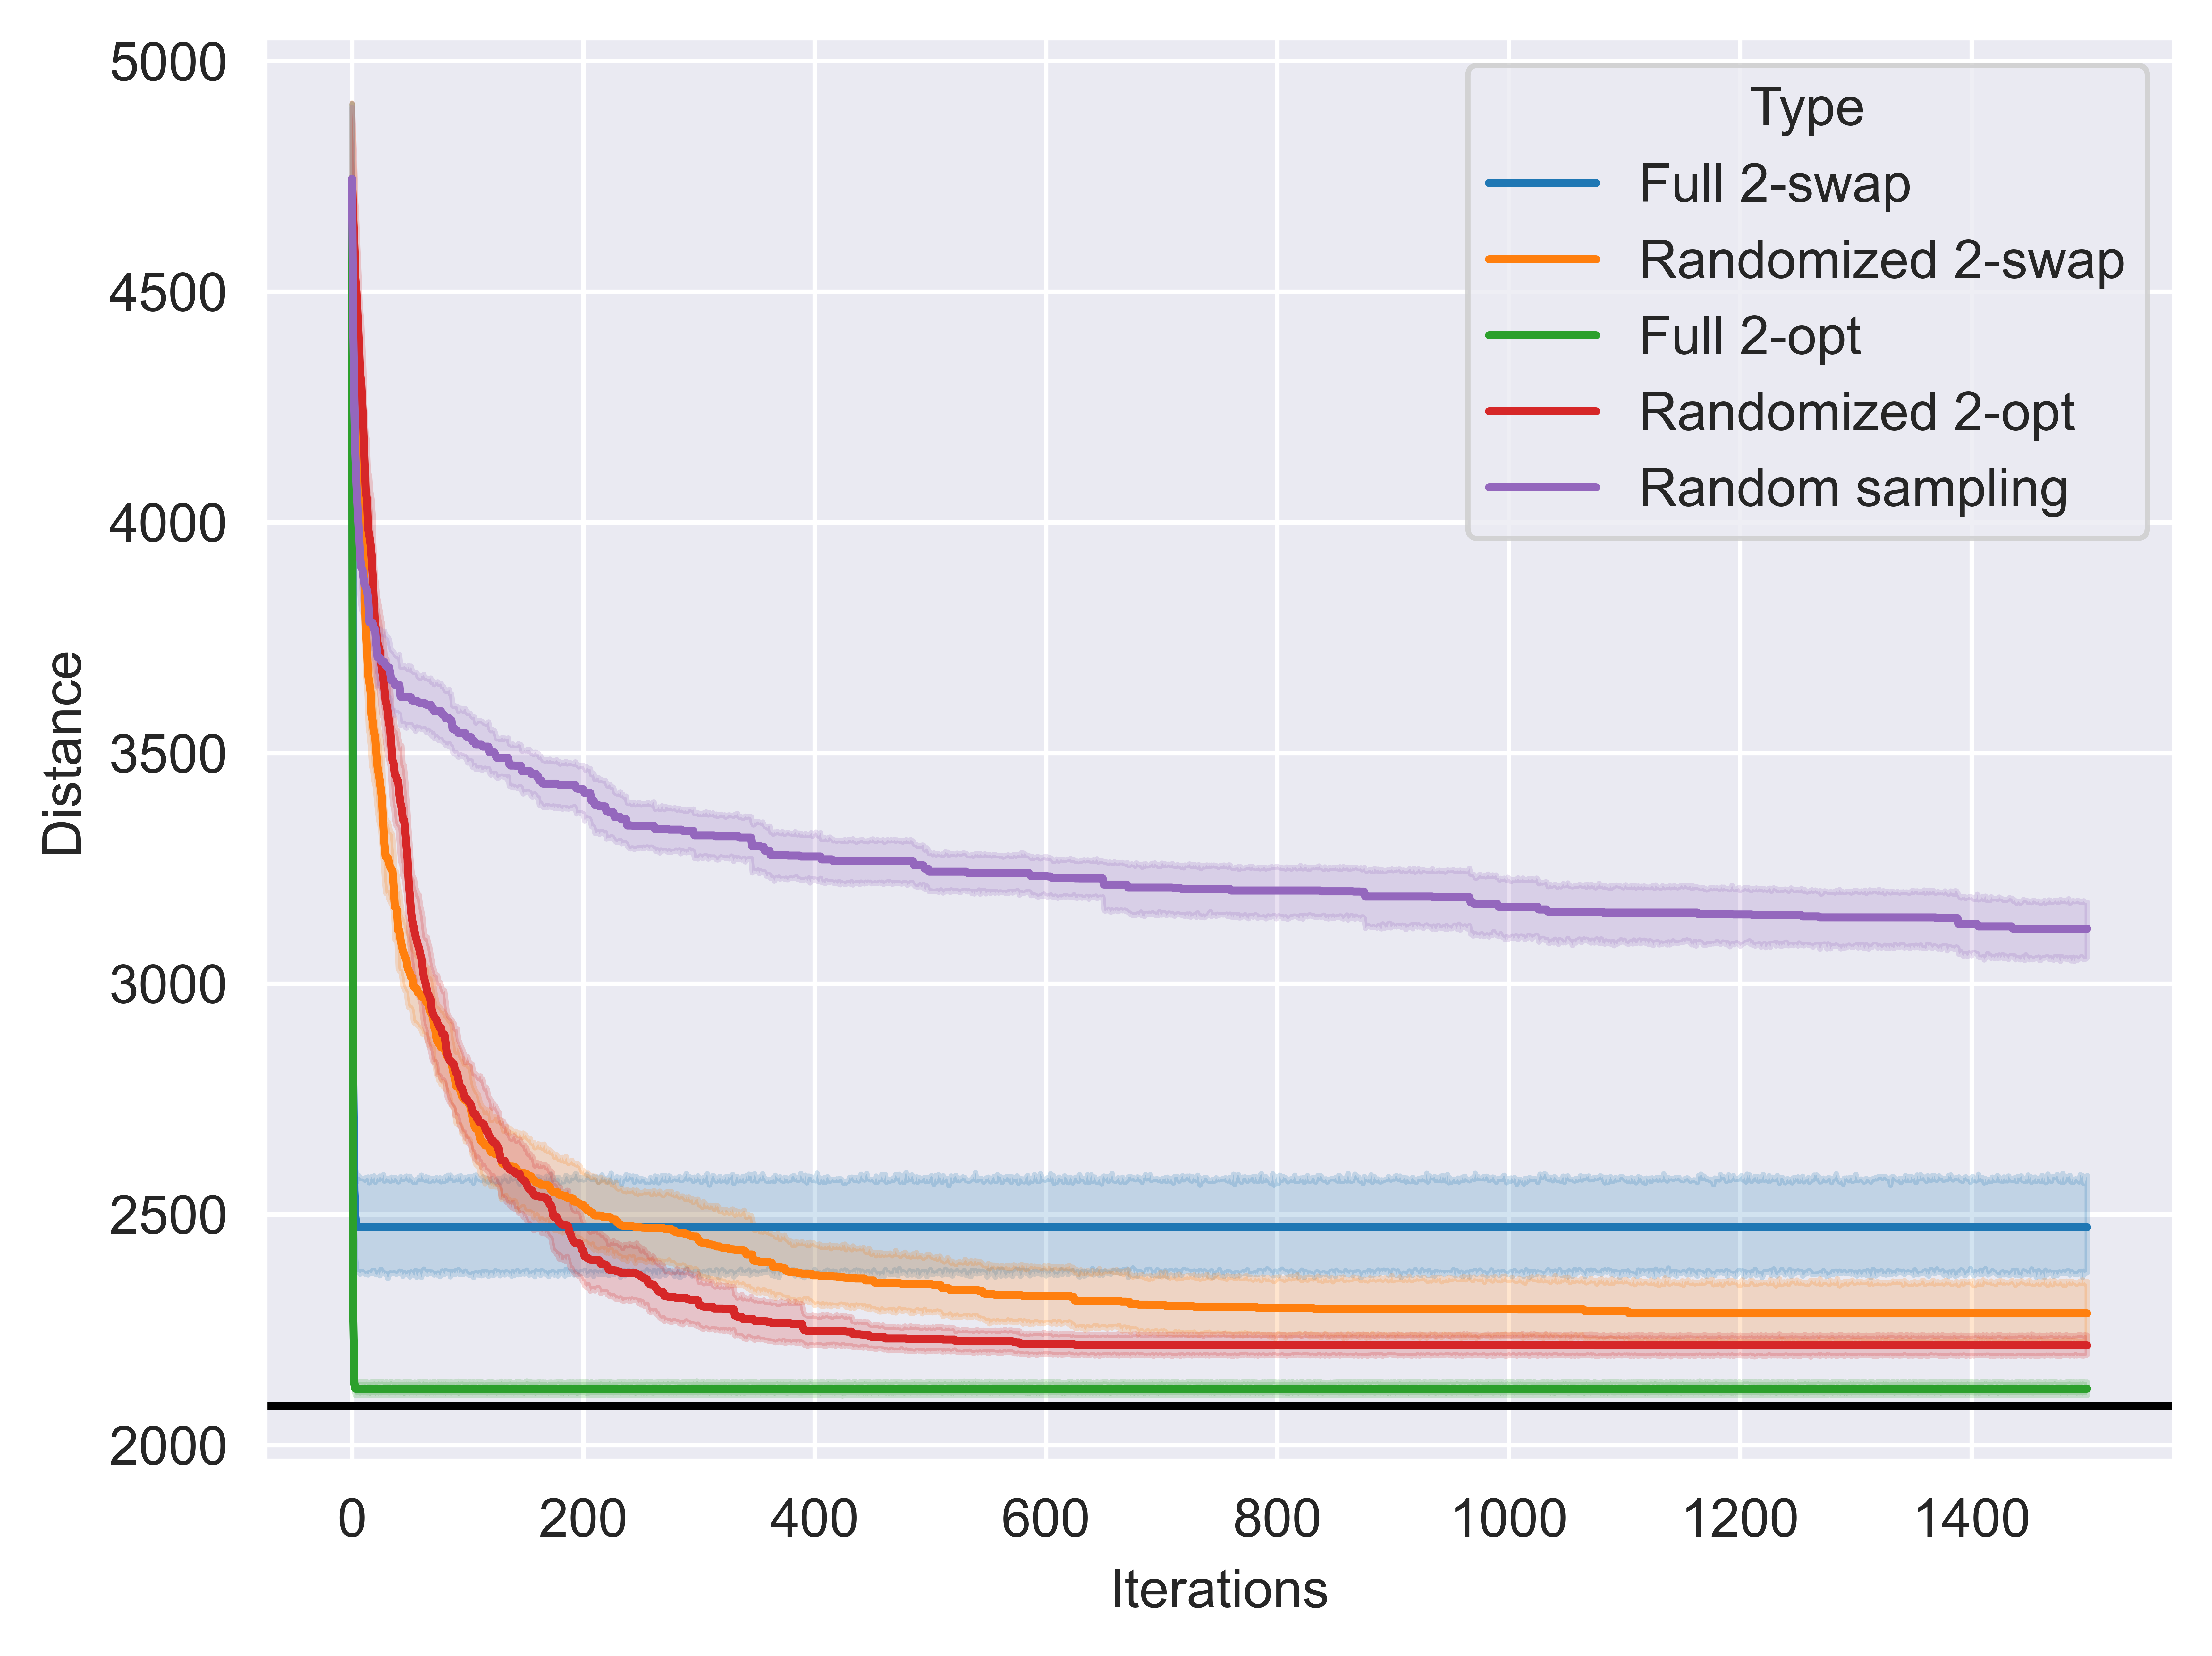 5000
4500
4000
3500
3000
2500
2000
Distance
0 200 400 600 800 1000 1200 1400
Iterations
Type
Full 2-swap
Randomized 2-swap
Full 2-opt
Randomized 2-opt
Random sampling